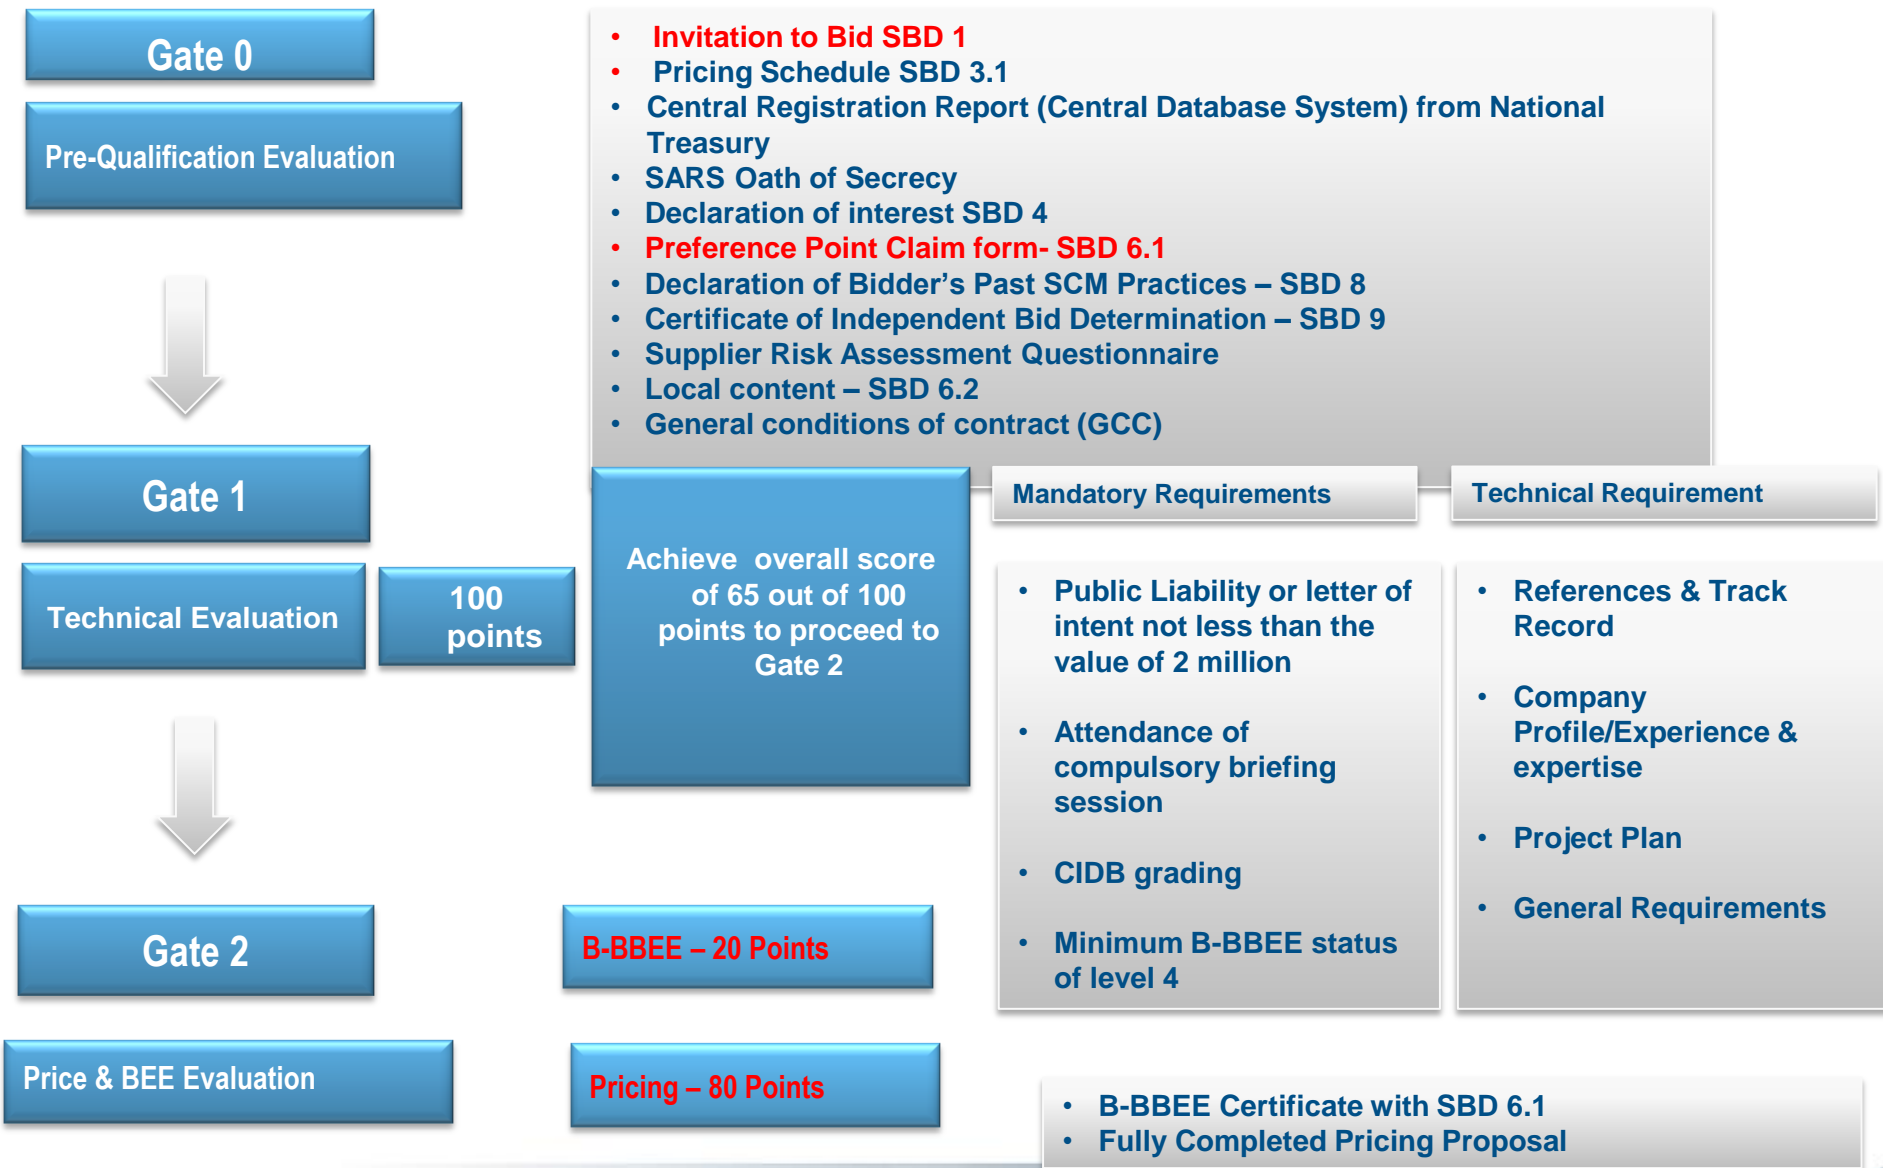 Gate 0
Pre-Qualification Evaluation
• Invitation to Bid SBD 1
• Pricing Schedule SBD 3.1
• Central Registration Report (Central Database System) from National
Treasury
• SARS Oath of Secrecy
• Declaration of interest SBD 4
• Preference Point Claim form- SBD 6.1
• Declaration of Bidder’s Past SCM Practices – SBD 8
• Certificate of Independent Bid Determination – SBD 9
• Supplier Risk Assessment Questionnaire
• Local content – SBD 6.2
• General conditions of contract (GCC)
Gate 1
Technical Evaluation
100
points
Achieve overall score
of 65 out of 100
points to proceed to
Gate 2
Mandatory Requirements
• Public Liability or letter of
intent not less than the
value of 2 million
• Attendance of
compulsory briefing
session
• CIDB grading
• Minimum B-BBEE status
of level 4
Technical Requirement
• References & Track
Record
• Company
Profile/Experience &
expertise
• Project Plan
• General Requirements
Gate 2
Price & BEE Evaluation
B-BBEE – 20 Points
Pricing – 80 Points
• B-BBEE Certificate with SBD 6.1
• Fully Completed Pricing Proposal